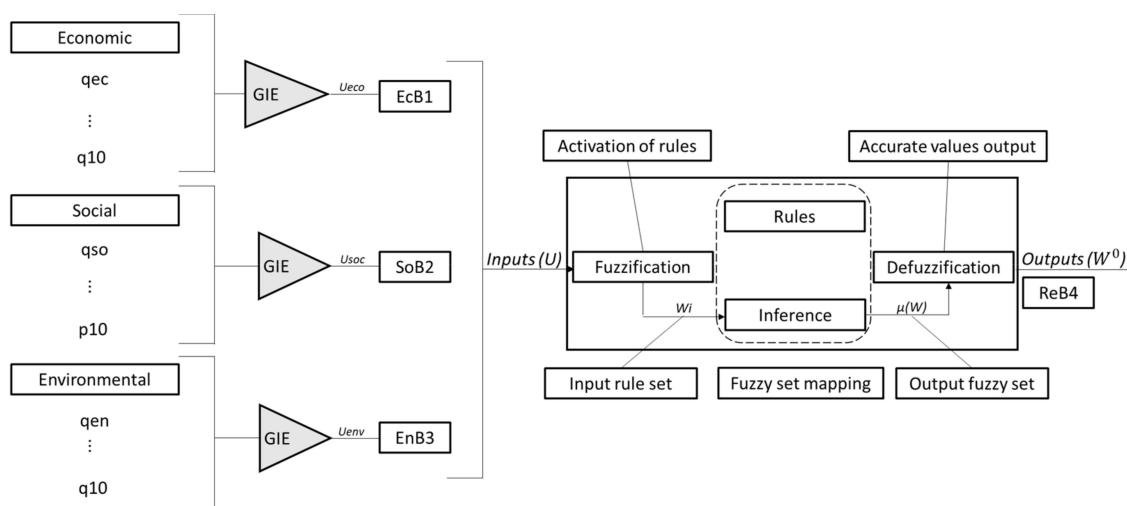 Economic
qec
⋮
q10
GIE
Ueco
EcB1
Social
qso
⋮
p10
GIE
Usoc
SoB2
Environmental
qen
⋮
q10
GIE
Uenv
EnB3
Inputs (U)
Activation of rules
Accurate values output
Rules
Fuzzification
Defuzzification
Outputs (W⁰)
ReB4
Wi
Inference
μ(W)
Input rule set
Fuzzy set mapping
Output fuzzy set